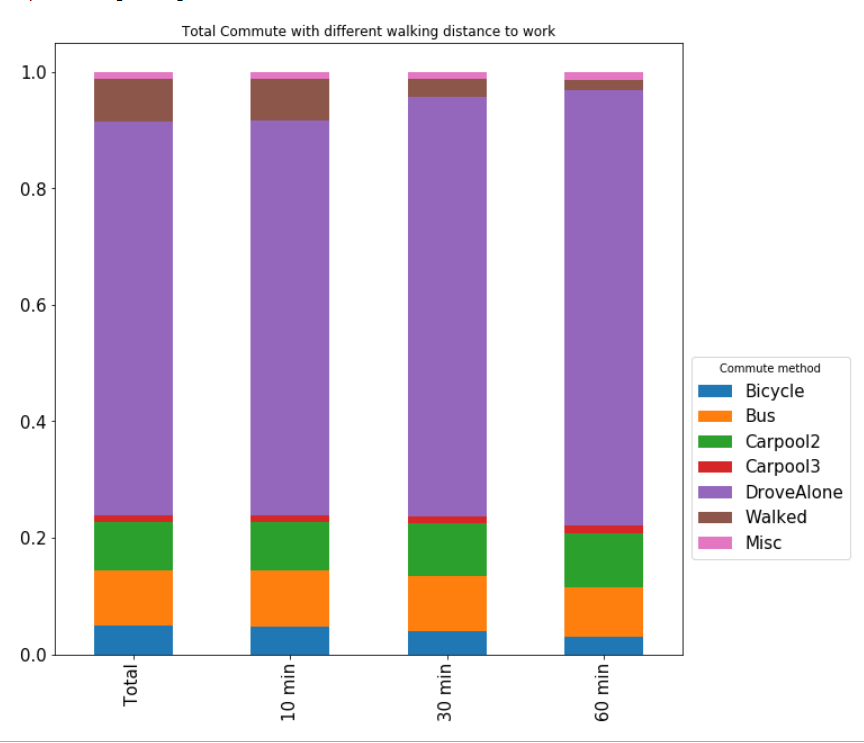 Total Commute with different walking distance to work
1.0
0.8
0.6
0.4
0.2
0.0
Total
10 min
30 min
60 min
Commute method
Bicycle
Bus
Carpool2
Carpool3
DroveAlone
Walked
Misc